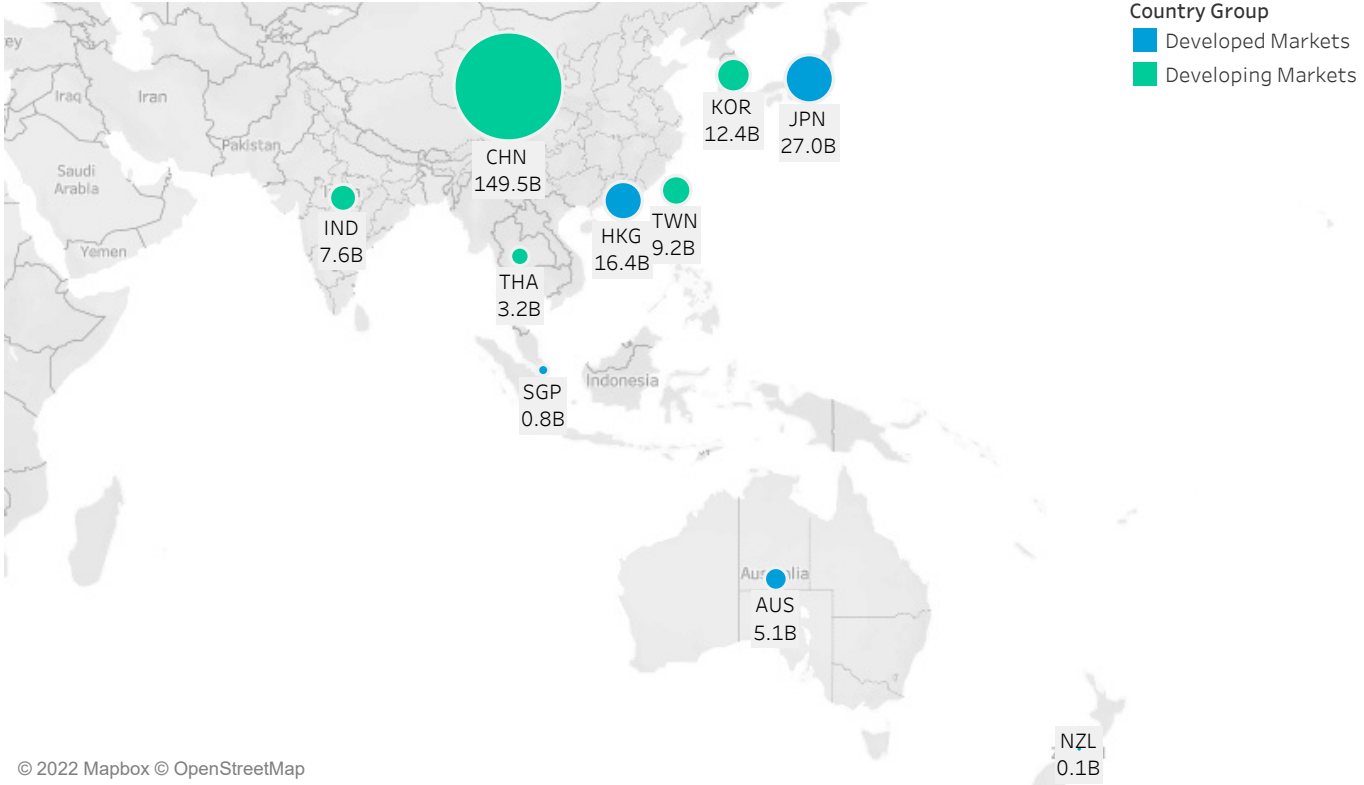 Country Group
Developed Markets
Developing Markets
ey
Iraq
Iran
Pakistan
Saudi
Arabia
Yemen
CHN
149.5B
KOR
12.4B
JPN
27.0B
IND
7.6B
HKG
16.4B
TWN
9.2B
THA
3.2B
SGP
0.8B
Indonesia
AUS
5.1B
NZL
0.1B
© 2022 Mapbox © OpenStreetMap